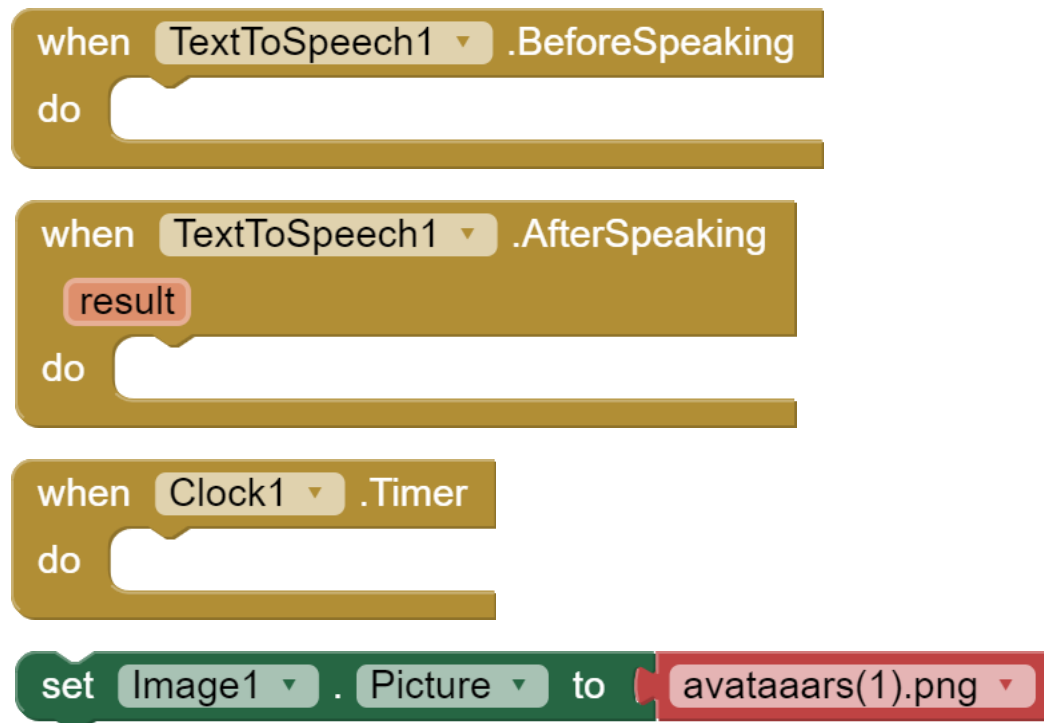 when TextToSpeech1 .BeforeSpeaking
do
when TextToSpeech1 .AfterSpeaking
result
do
when Clock1 .Timer
do
set Image1 . Picture to avataaars(1).png